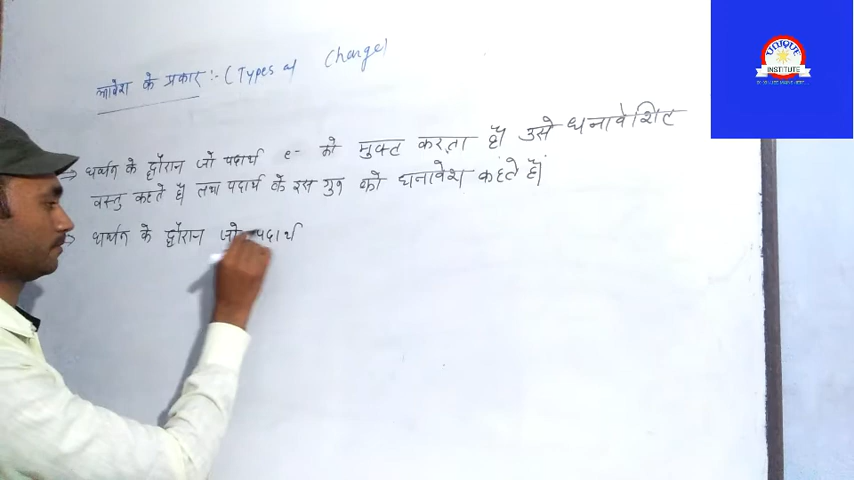 आवेश के प्रकार :- (Types of Charge)
⇒ घर्षण के द्वौरान जो पदार्थ e- को मुक्त करता हैं उसे धनावेशित
वस्तु कहते हैं तथा पदार्थ के इस गुण को धनावेश कहते हैं।
⇒ घर्षण के द्वौरान जो पदार्थ
UNIQUE
INSTITUTE